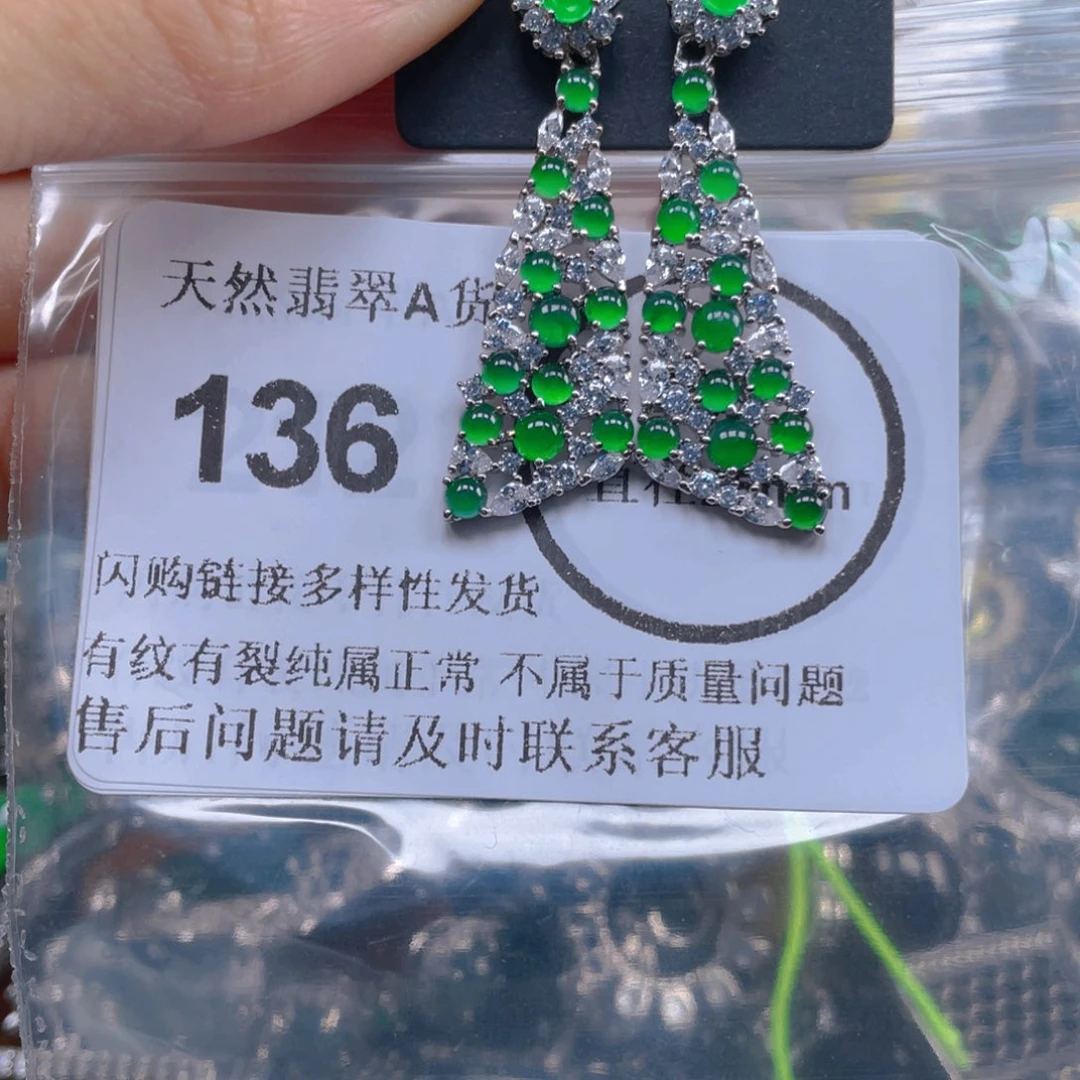 天然翡翠A货
136
闪购链接多样性发货
有纹有裂纯属正常 不属于质量问题
售后问题请及时联系客服